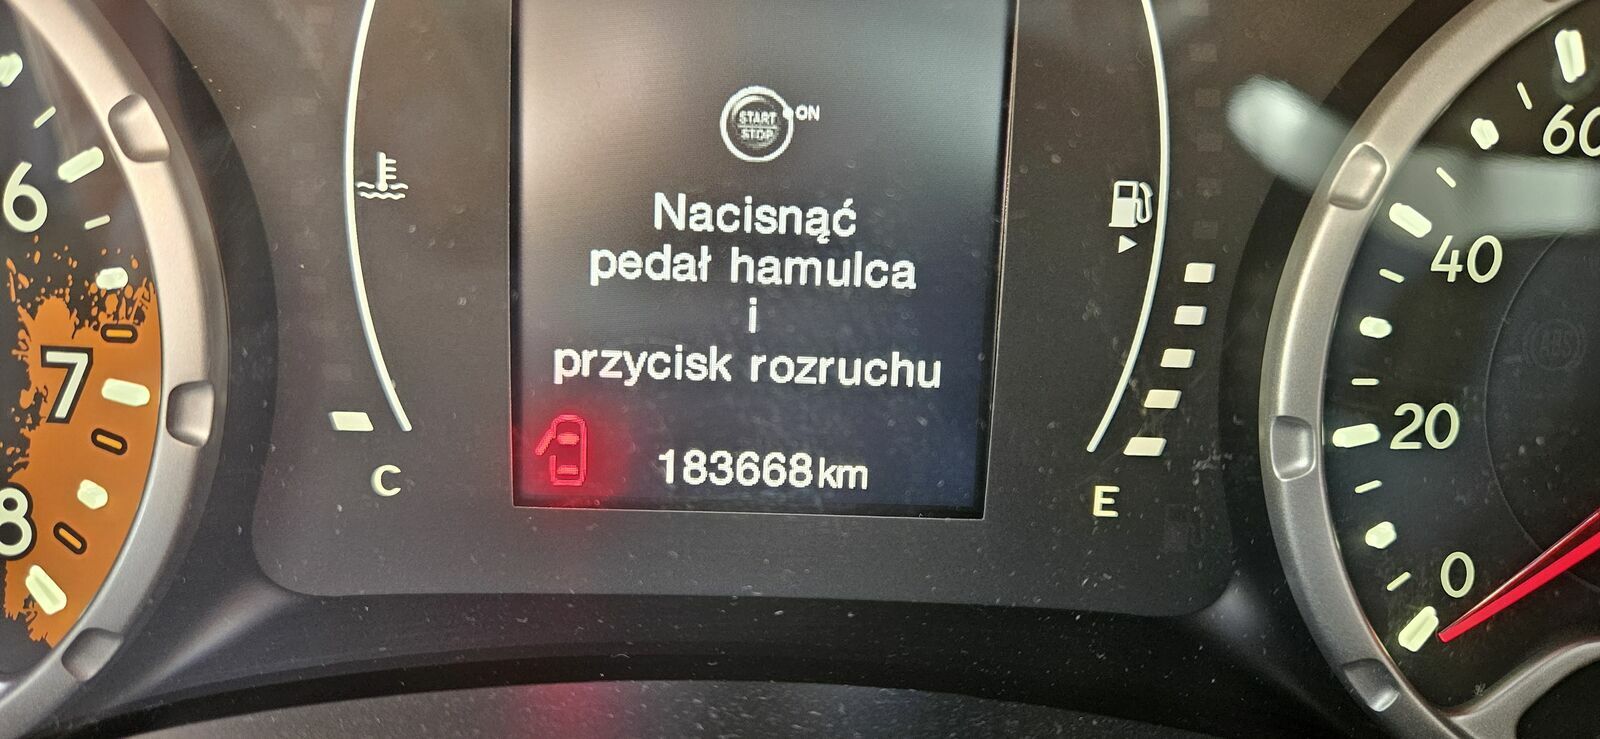 START
STOP
ON
Nacisnąć
pedał hamulca
i
przycisk rozruchu
183668km
C
E
6
7
8
60
40
20
0